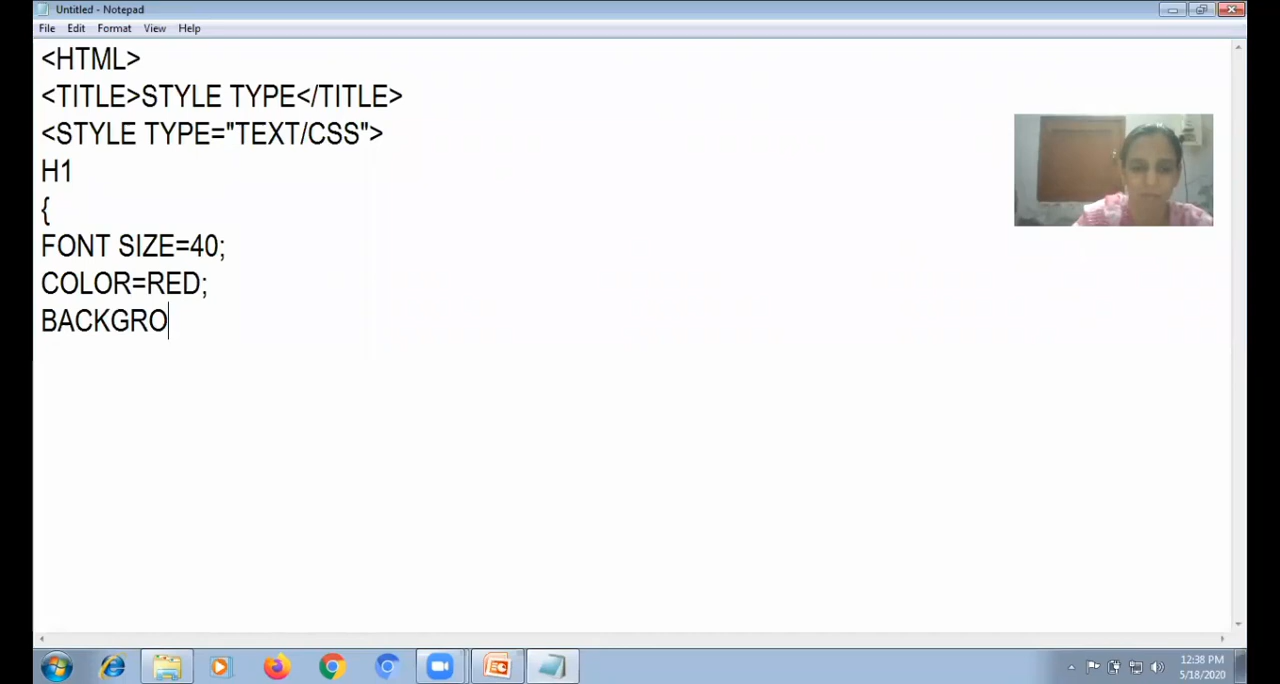 Untitled - Notepad
File Edit Format View Help
<HTML>
<TITLE>STYLE TYPE</TITLE>
<STYLE TYPE="TEXT/CSS">
H1
{
FONT SIZE=40;
COLOR=RED;
BACKGRO
12:38 PM
5/18/2020